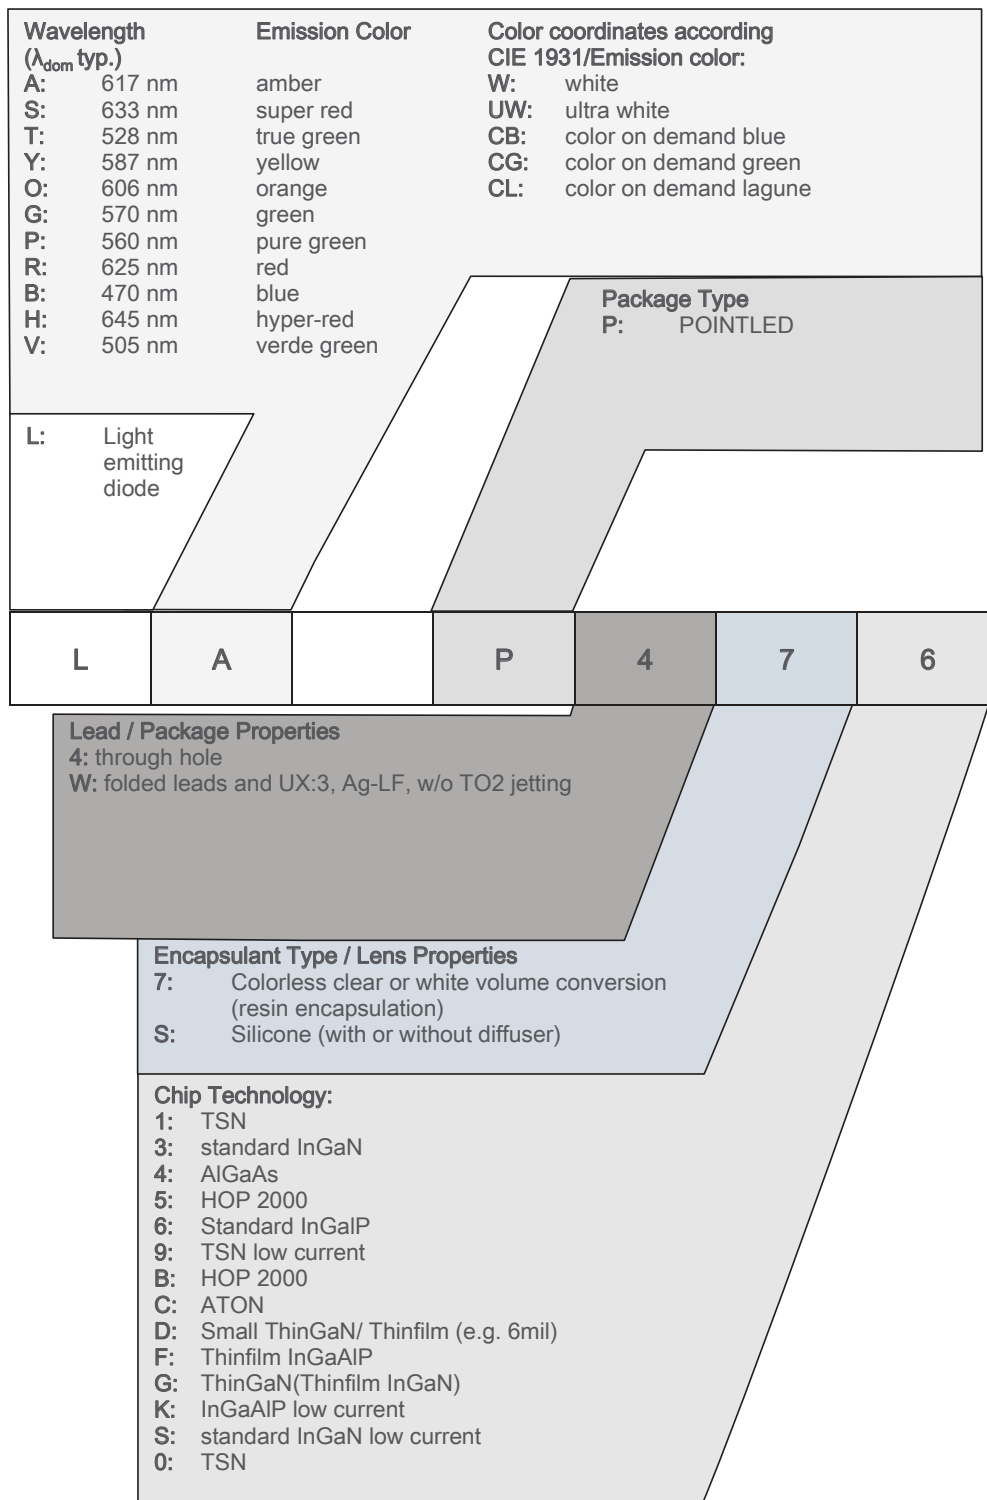 Wavelength Emission Color
(λdom typ.)
A: 617 nm amber
S: 633 nm super red
T: 528 nm true green
Y: 587 nm yellow
O: 606 nm orange
G: 570 nm green
P: 560 nm pure green
R: 625 nm red
B: 470 nm blue
H: 645 nm hyper-red
V: 505 nm verde green
Color coordinates according
CIE 1931/Emission color:
W: white
UW: ultra white
CB: color on demand blue
CG: color on demand green
CL: color on demand lagune
Package Type
P: POINTLED
L: Light
emitting
diode
L A P 4 7 6
Lead / Package Properties
4: through hole
W: folded leads and UX:3, Ag-LF, w/o TO2 jetting
Encapsulant Type / Lens Properties
7: Colorless clear or white volume conversion
(resin encapsulation)
S: Silicone (with or without diffuser)
Chip Technology:
1: TSN
3: standard InGaN
4: AlGaAs
5: HOP 2000
6: Standard InGalP
9: TSN low current
B: HOP 2000
C: ATON
D: Small ThinGaN/ Thinfilm (e.g. 6mil)
F: Thinfilm InGaAlP
G: ThinGaN(Thinfilm InGaN)
K: InGaAlP low current
S: standard InGaN low current
0: TSN